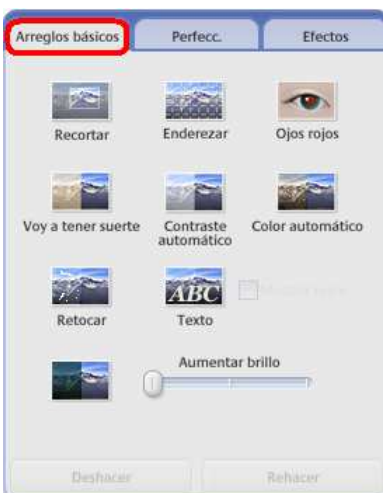 Arreglos básicos Perfecc. Efectos
Recortar Enderezar Ojos rojos
Voy a tener suerte Contraste automático Color automático
Retocar ABC Texto
Aumentar brillo
Deshacer Rehacer